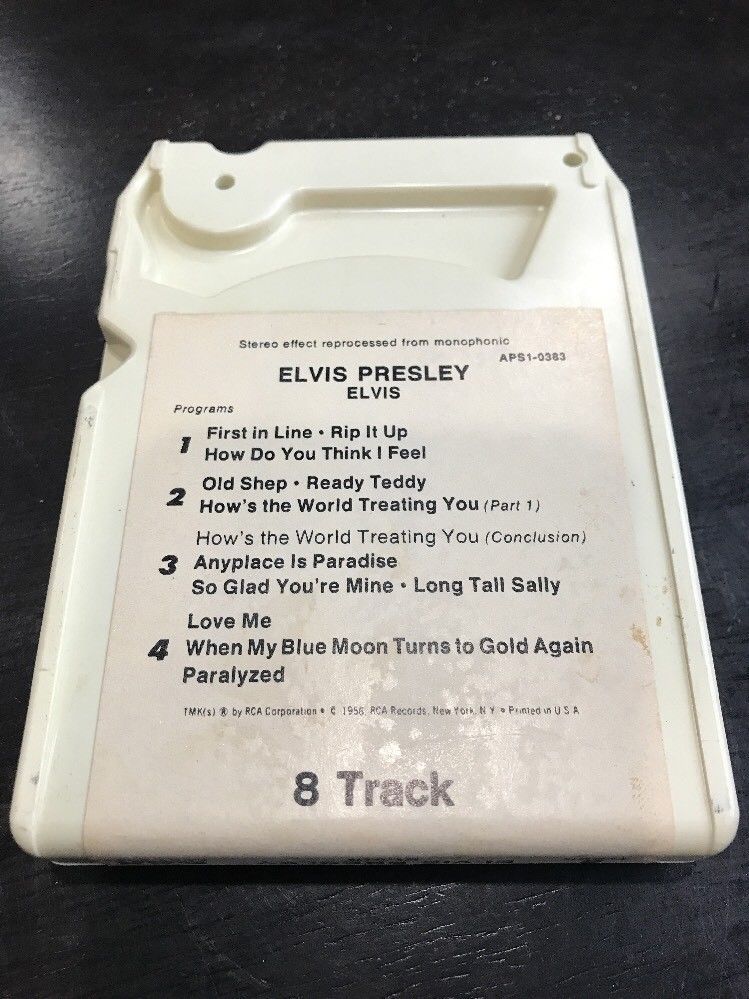 Stereo effect reprocessed from monophonic
APS1-0383
ELVIS PRESLEY
ELVIS
Programs
1 First in Line • Rip It Up
How Do You Think I Feel
2 Old Shep • Ready Teddy
How's the World Treating You (Part 1)
How's the World Treating You (Conclusion)
3 Anyplace Is Paradise
So Glad You're Mine • Long Tall Sally
Love Me
4 When My Blue Moon Turns to Gold Again
Paralyzed
TMK(s) ® by RCA Corporation • © 1956, RCA Records, New York, N Y • Printed in U S A
8 Track